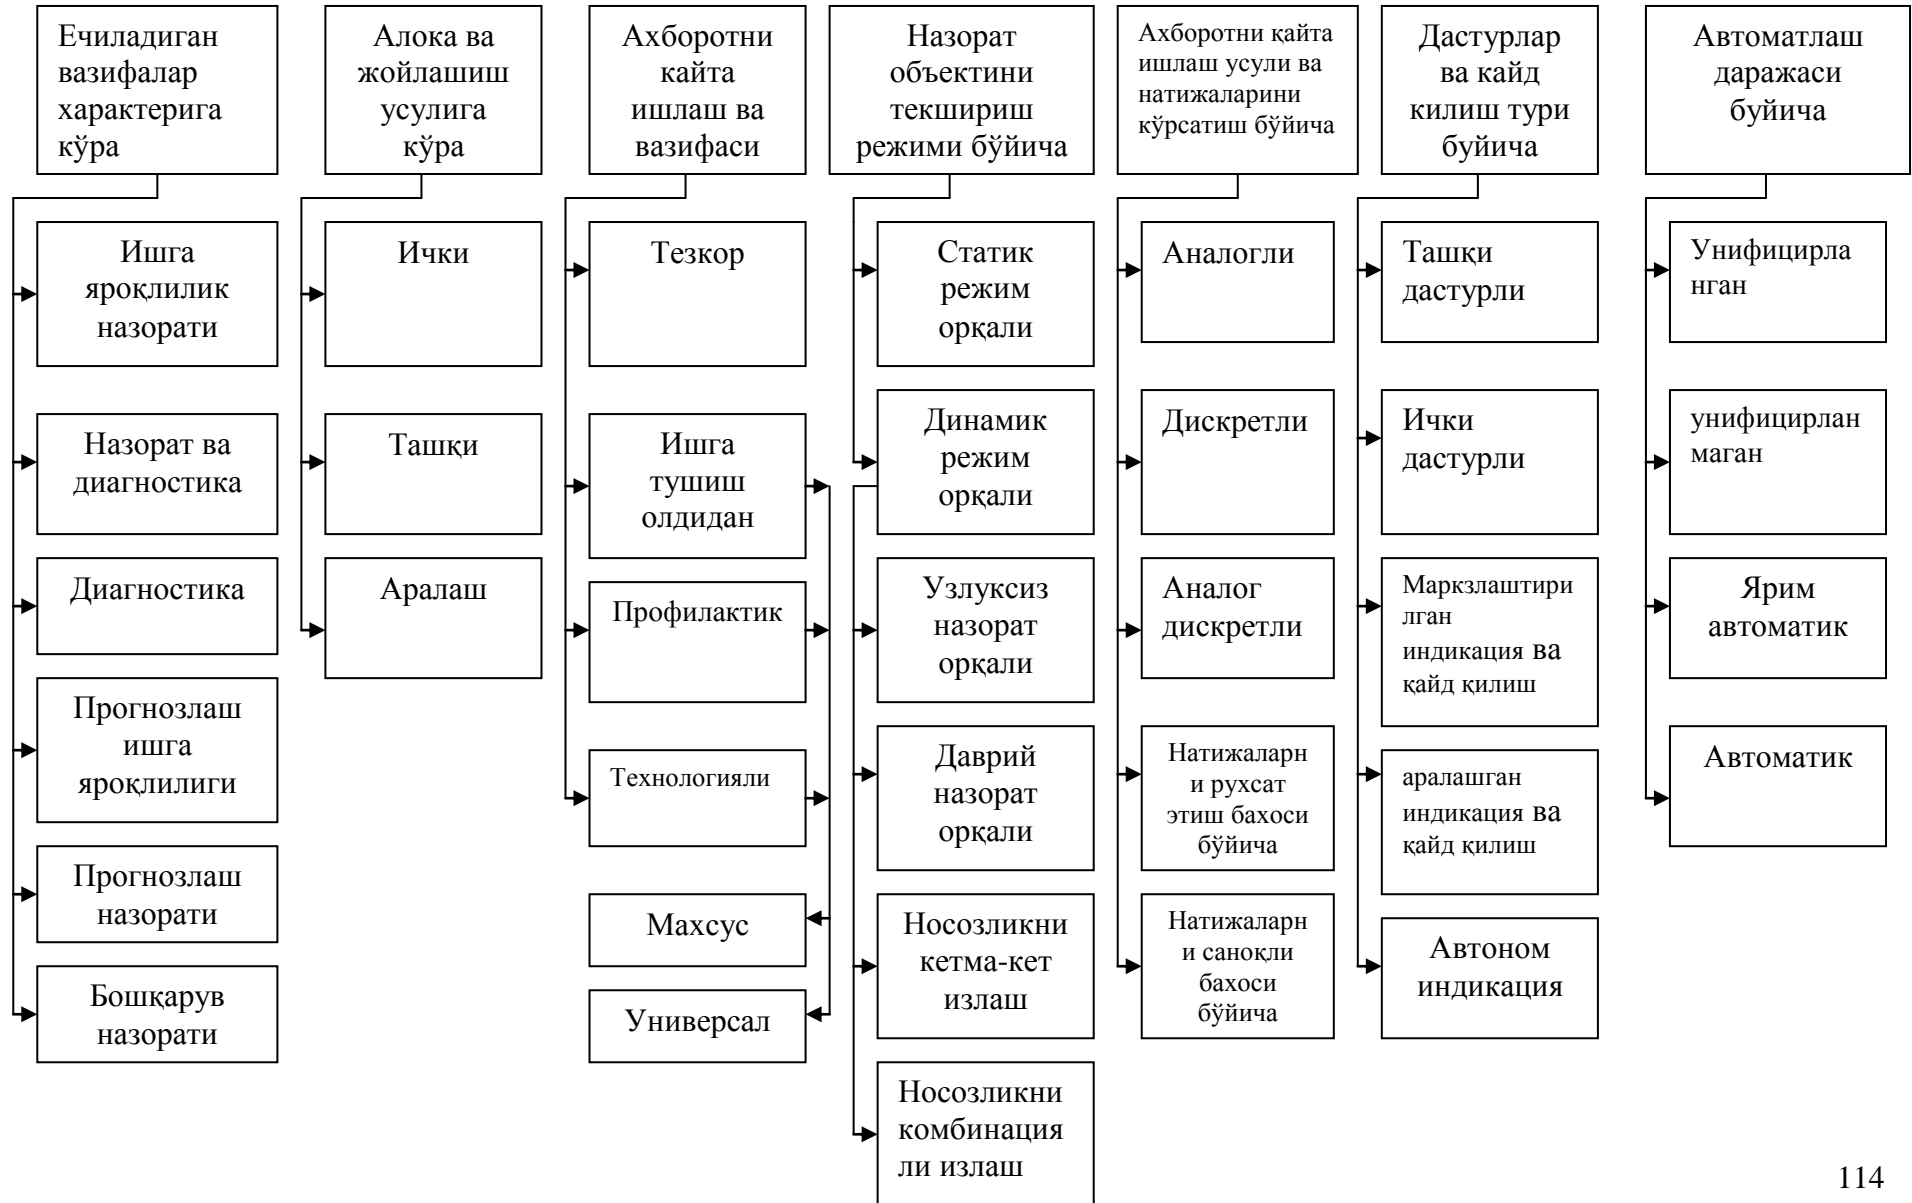 Ечиладиган
вазифалар
характерига
кўра
Ишга
яроқлилик
назорати
Назорат ва
диагностика
Диагностика
Прогнозлаш
ишга
яроқлилиги
Прогнозлаш
назорати
Бошқарув
назорати
Алока ва
жойлашиш
усулига
кўра
Ички
Ташқи
Аралаш
Ахборотни
кайта
ишлаш ва
вазифаси
Тезкор
Ишга
тушиш
олдидан
Профилактик
Технологияли
Махсус
Универсал
Назорат
объектини
текшириш
режими бўйича
Статик
режим
орқали
Динамик
режим
орқали
Узлуксиз
назорат
орқали
Даврий
назорат
орқали
Носозликни
кетма-кет
излаш
Носозликни
комбинация
ли излаш
Ахборотни қайта
ишлаш усули ва
натижаларини
кўрсатиш бўйича
Аналогли
Дискретли
Аналог
дискретли
Натижаларн
и рухсат
этиш бахоси
бўйича
Натижаларн
и саноқли
бахоси
бўйича
Дастурлар
ва кайд
килиш тури
буйича
Ташқи
дастурли
Ички
дастурли
Маркзлаштири
лган
индикация ва
қайд қилиш
аралашган
индикация ва
қайд қилиш
Автоном
индикация
Автоматлаш
даражаси
буйича
Унифицирла
нган
унифицирлан
маган
Ярим
автоматик
Автоматик
114